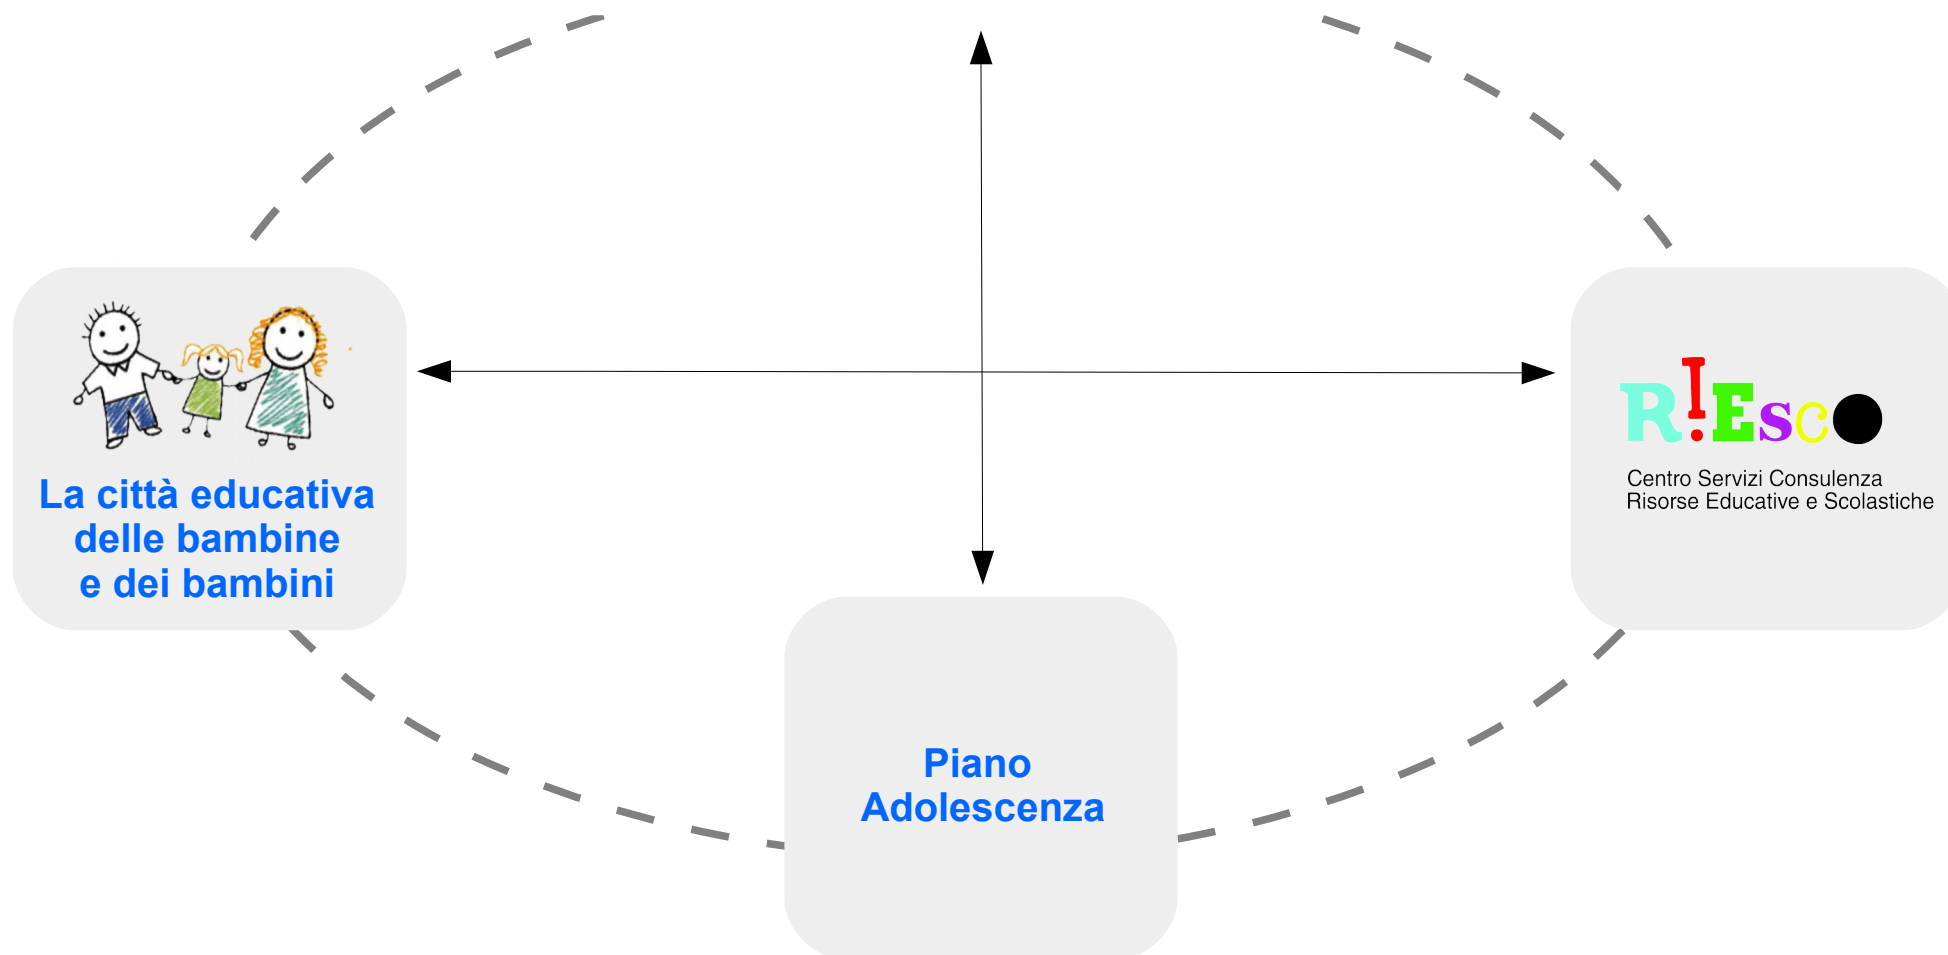 La città educativa
delle bambine
e dei bambini
R!EscO
Centro Servizi Consulenza
Risorse Educative e Scolastiche
Piano
Adolescenza